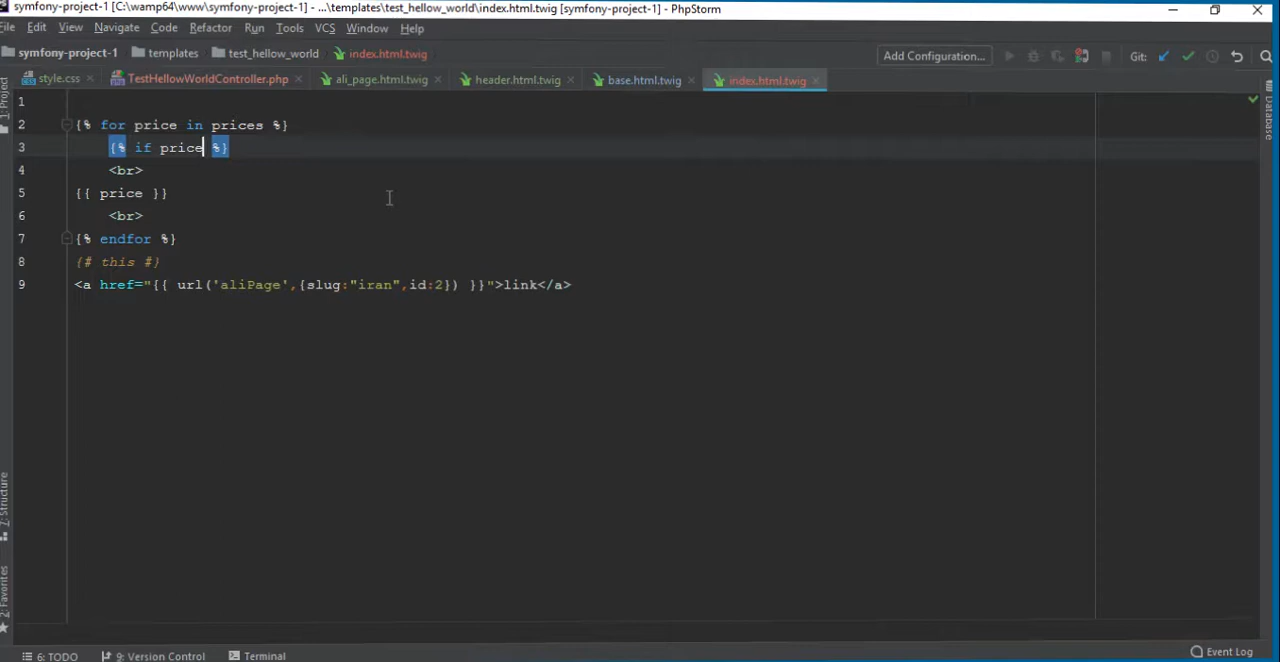 symfony-project-1 [C:\wamp64\www\symfony-project-1] - ...\templates\test_hellow_world\index.html.twig [symfony-project-1] - PhpStorm
File Edit View Navigate Code Refactor Run Tools VCS Window Help
symfony-project-1 templates test_hellow_world index.html.twig Add Configuration... Git:
style.css TestHellowWorldController.php ali_page.html.twig header.html.twig base.html.twig index.html.twig
1: Project
Database
1
2 {% for price in prices %}
3 {% if price %}
4 <br>
5 {{ price }}
6 <br>
7 {% endfor %}
8 {# this #}
9 <a href="{{ url('aliPage',{slug:"iran",id:2}) }}">link</a>
7: Structure
2: Favorites
6: TODO 9: Version Control Terminal Event Log